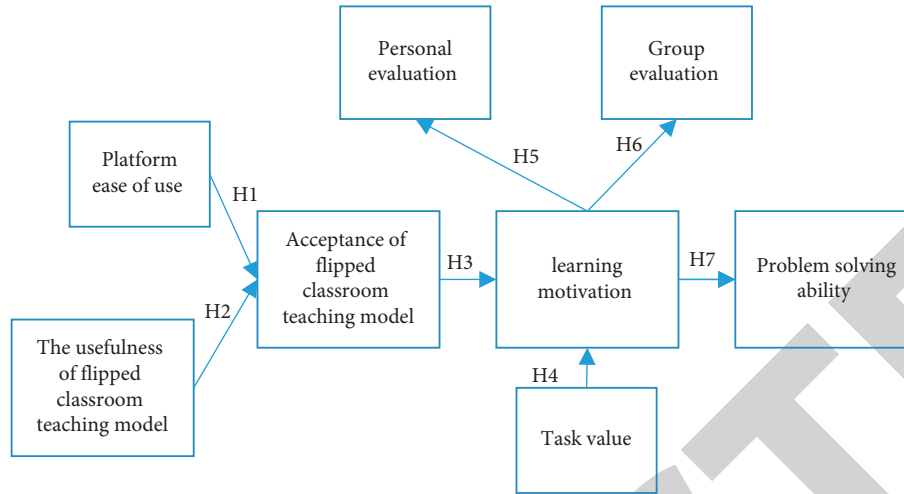 Personal
evaluation
Group
evaluation
H5
H6
Platform
ease of use
H1
Acceptance of
flipped
classroom
teaching model
H3
learning
motivation
H7
Problem solving
ability
H2
The usefulness
of flipped
classroom
teaching model
H4
Task value